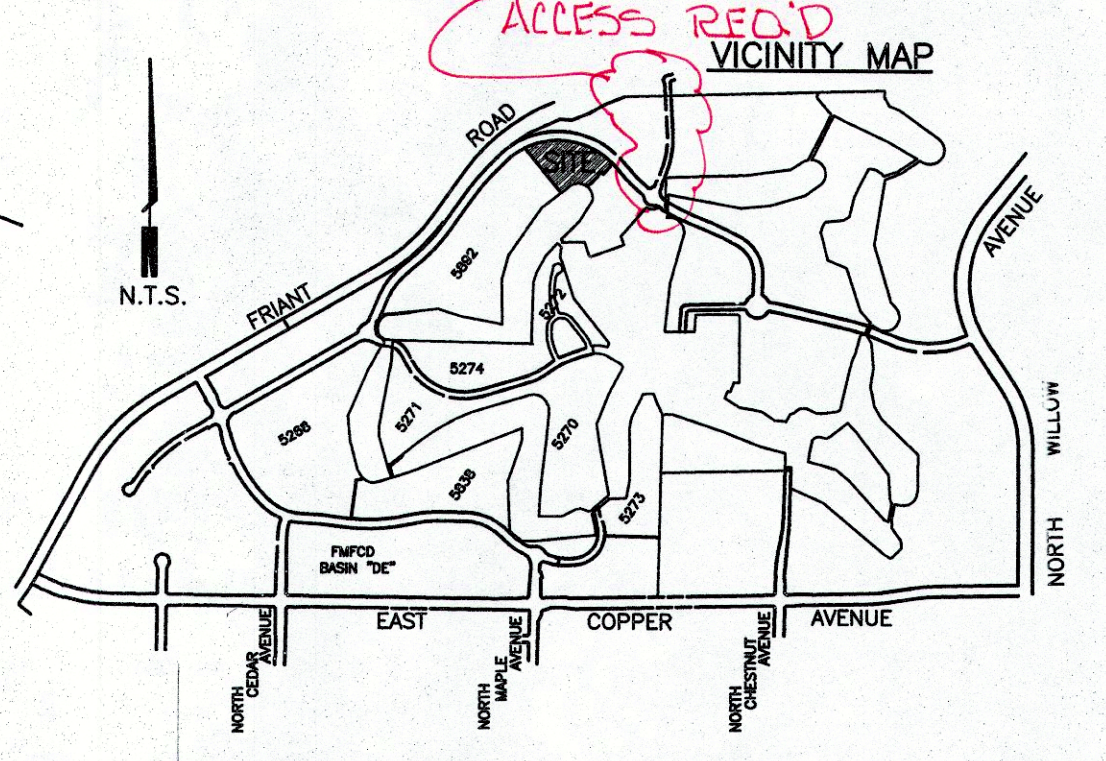 ACCESS REQ'D
VICINITY MAP
ROAD
SITE
AVENUE
5892
N.T.S.
FRIANT
5272
5274
5271
5268
5270
WILLOW
5838
5273
NORTH
FMFCD
BASIN "DE"
EAST
COPPER
AVENUE
NORTH
CEDAR
AVENUE
NORTH
MAPLE
AVENUE
NORTH
CHESTNUT
AVENUE